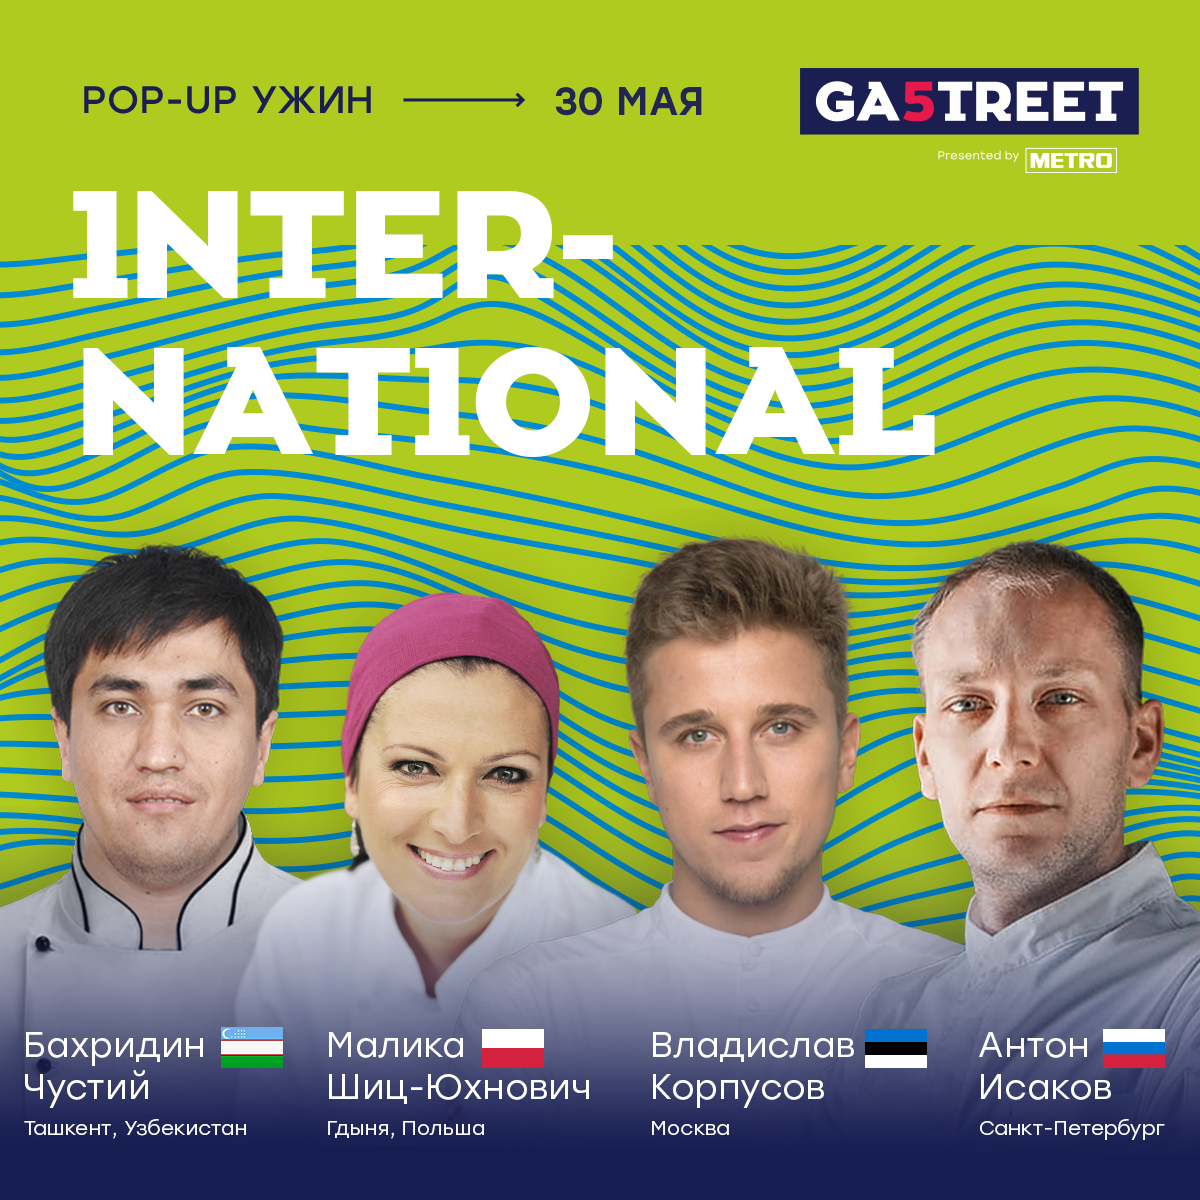 POP-UP УЖИН → 30 МАЯ
GA5TREET
Presented by METRO
INTER-
NATIONAL
Бахридин
Чустий
Ташкент, Узбекистан
Малика
Шиц-Юхнович
Гдыня, Польша
Владислав
Корпусов
Москва
Антон
Исаков
Санкт-Петербург